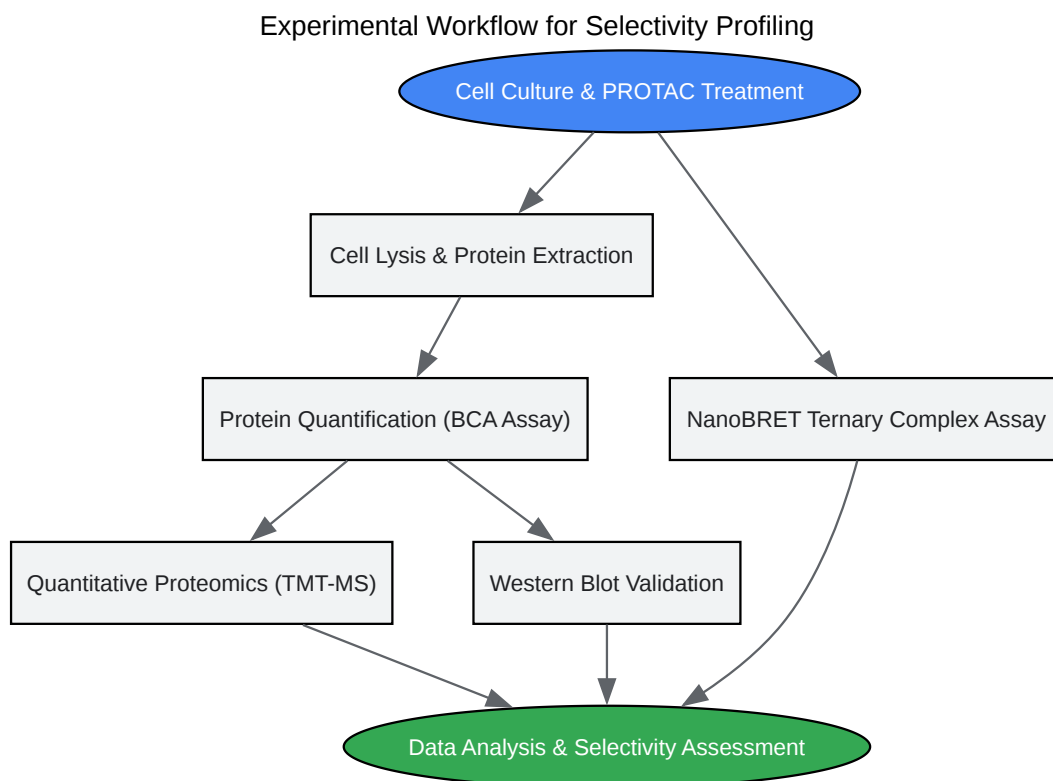 Experimental Workflow for Selectivity Profiling
Cell Culture & PROTAC Treatment
Cell Lysis & Protein Extraction
Protein Quantification (BCA Assay)
NanoBRET Ternary Complex Assay
Quantitative Proteomics (TMT-MS)
Western Blot Validation
Data Analysis & Selectivity Assessment